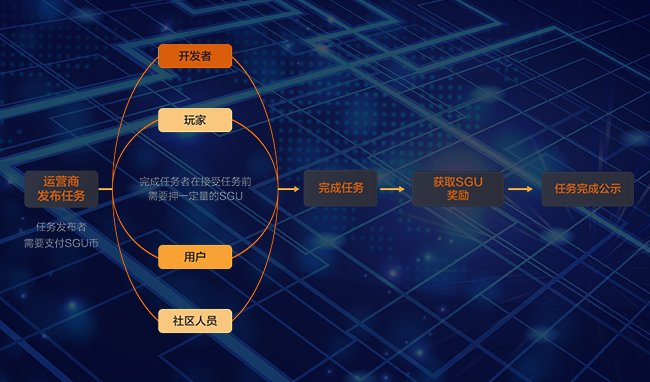 开发者
玩家
运营商
发布任务
任务发布者
需要支付SGU币
完成任务者在接受任务前
需要押一定量的SGU
用户
社区人员
完成任务
获取SGU
奖励
任务完成公示